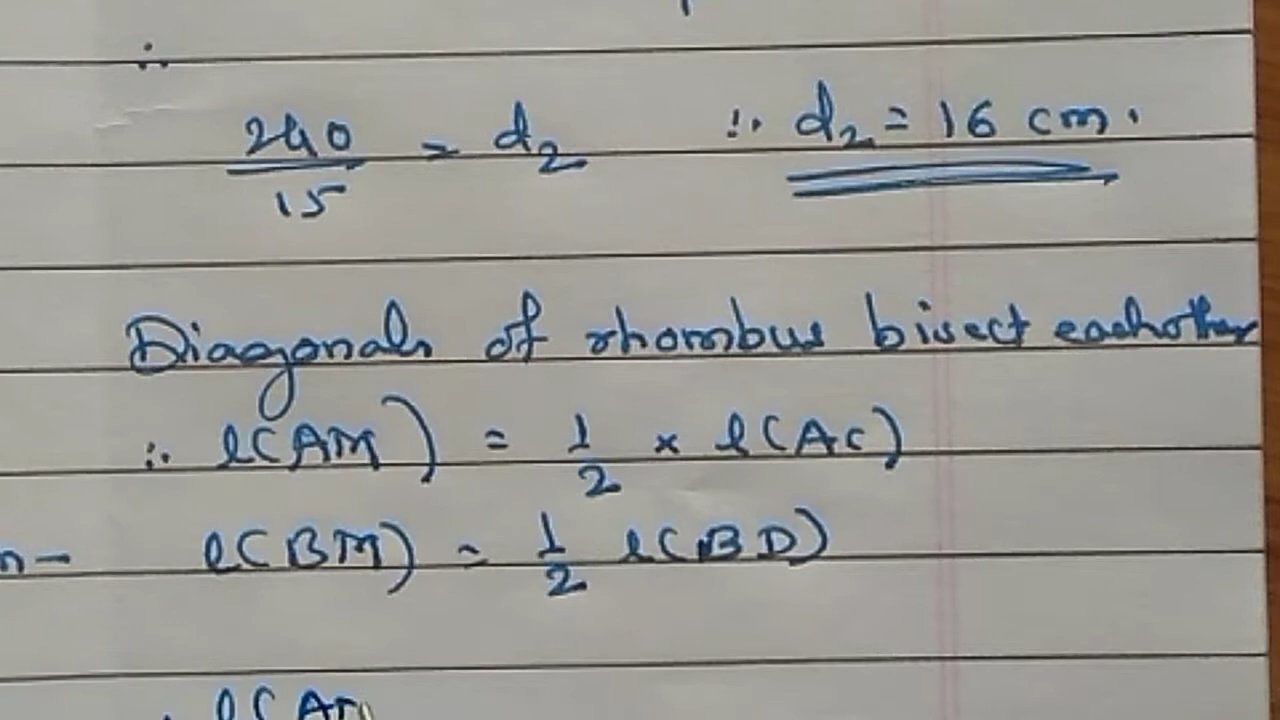 ∴
240/15 = d₂ ∴ d₂ = 16 cm.
Diagonals of rhombus bisect eachother
∴ l(AM) = 1/2 × l(AC)
n- l(BM) = 1/2 l(BD)
l(AM